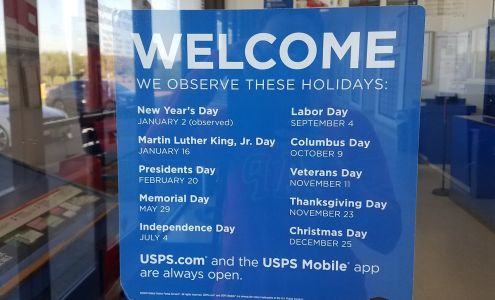 WELCOME
WE OBSERVE THESE HOLIDAYS:
New Year's Day
JANUARY 2 (observed)
Martin Luther King, Jr. Day
JANUARY 16
Presidents Day
FEBRUARY 20
Memorial Day
MAY 29
Independence Day
JULY 4
Labor Day
SEPTEMBER 4
Columbus Day
OCTOBER 9
Veterans Day
NOVEMBER 11
Thanksgiving Day
NOVEMBER 23
Christmas Day
DECEMBER 25
USPS.com® and the USPS Mobile® app
are always open.